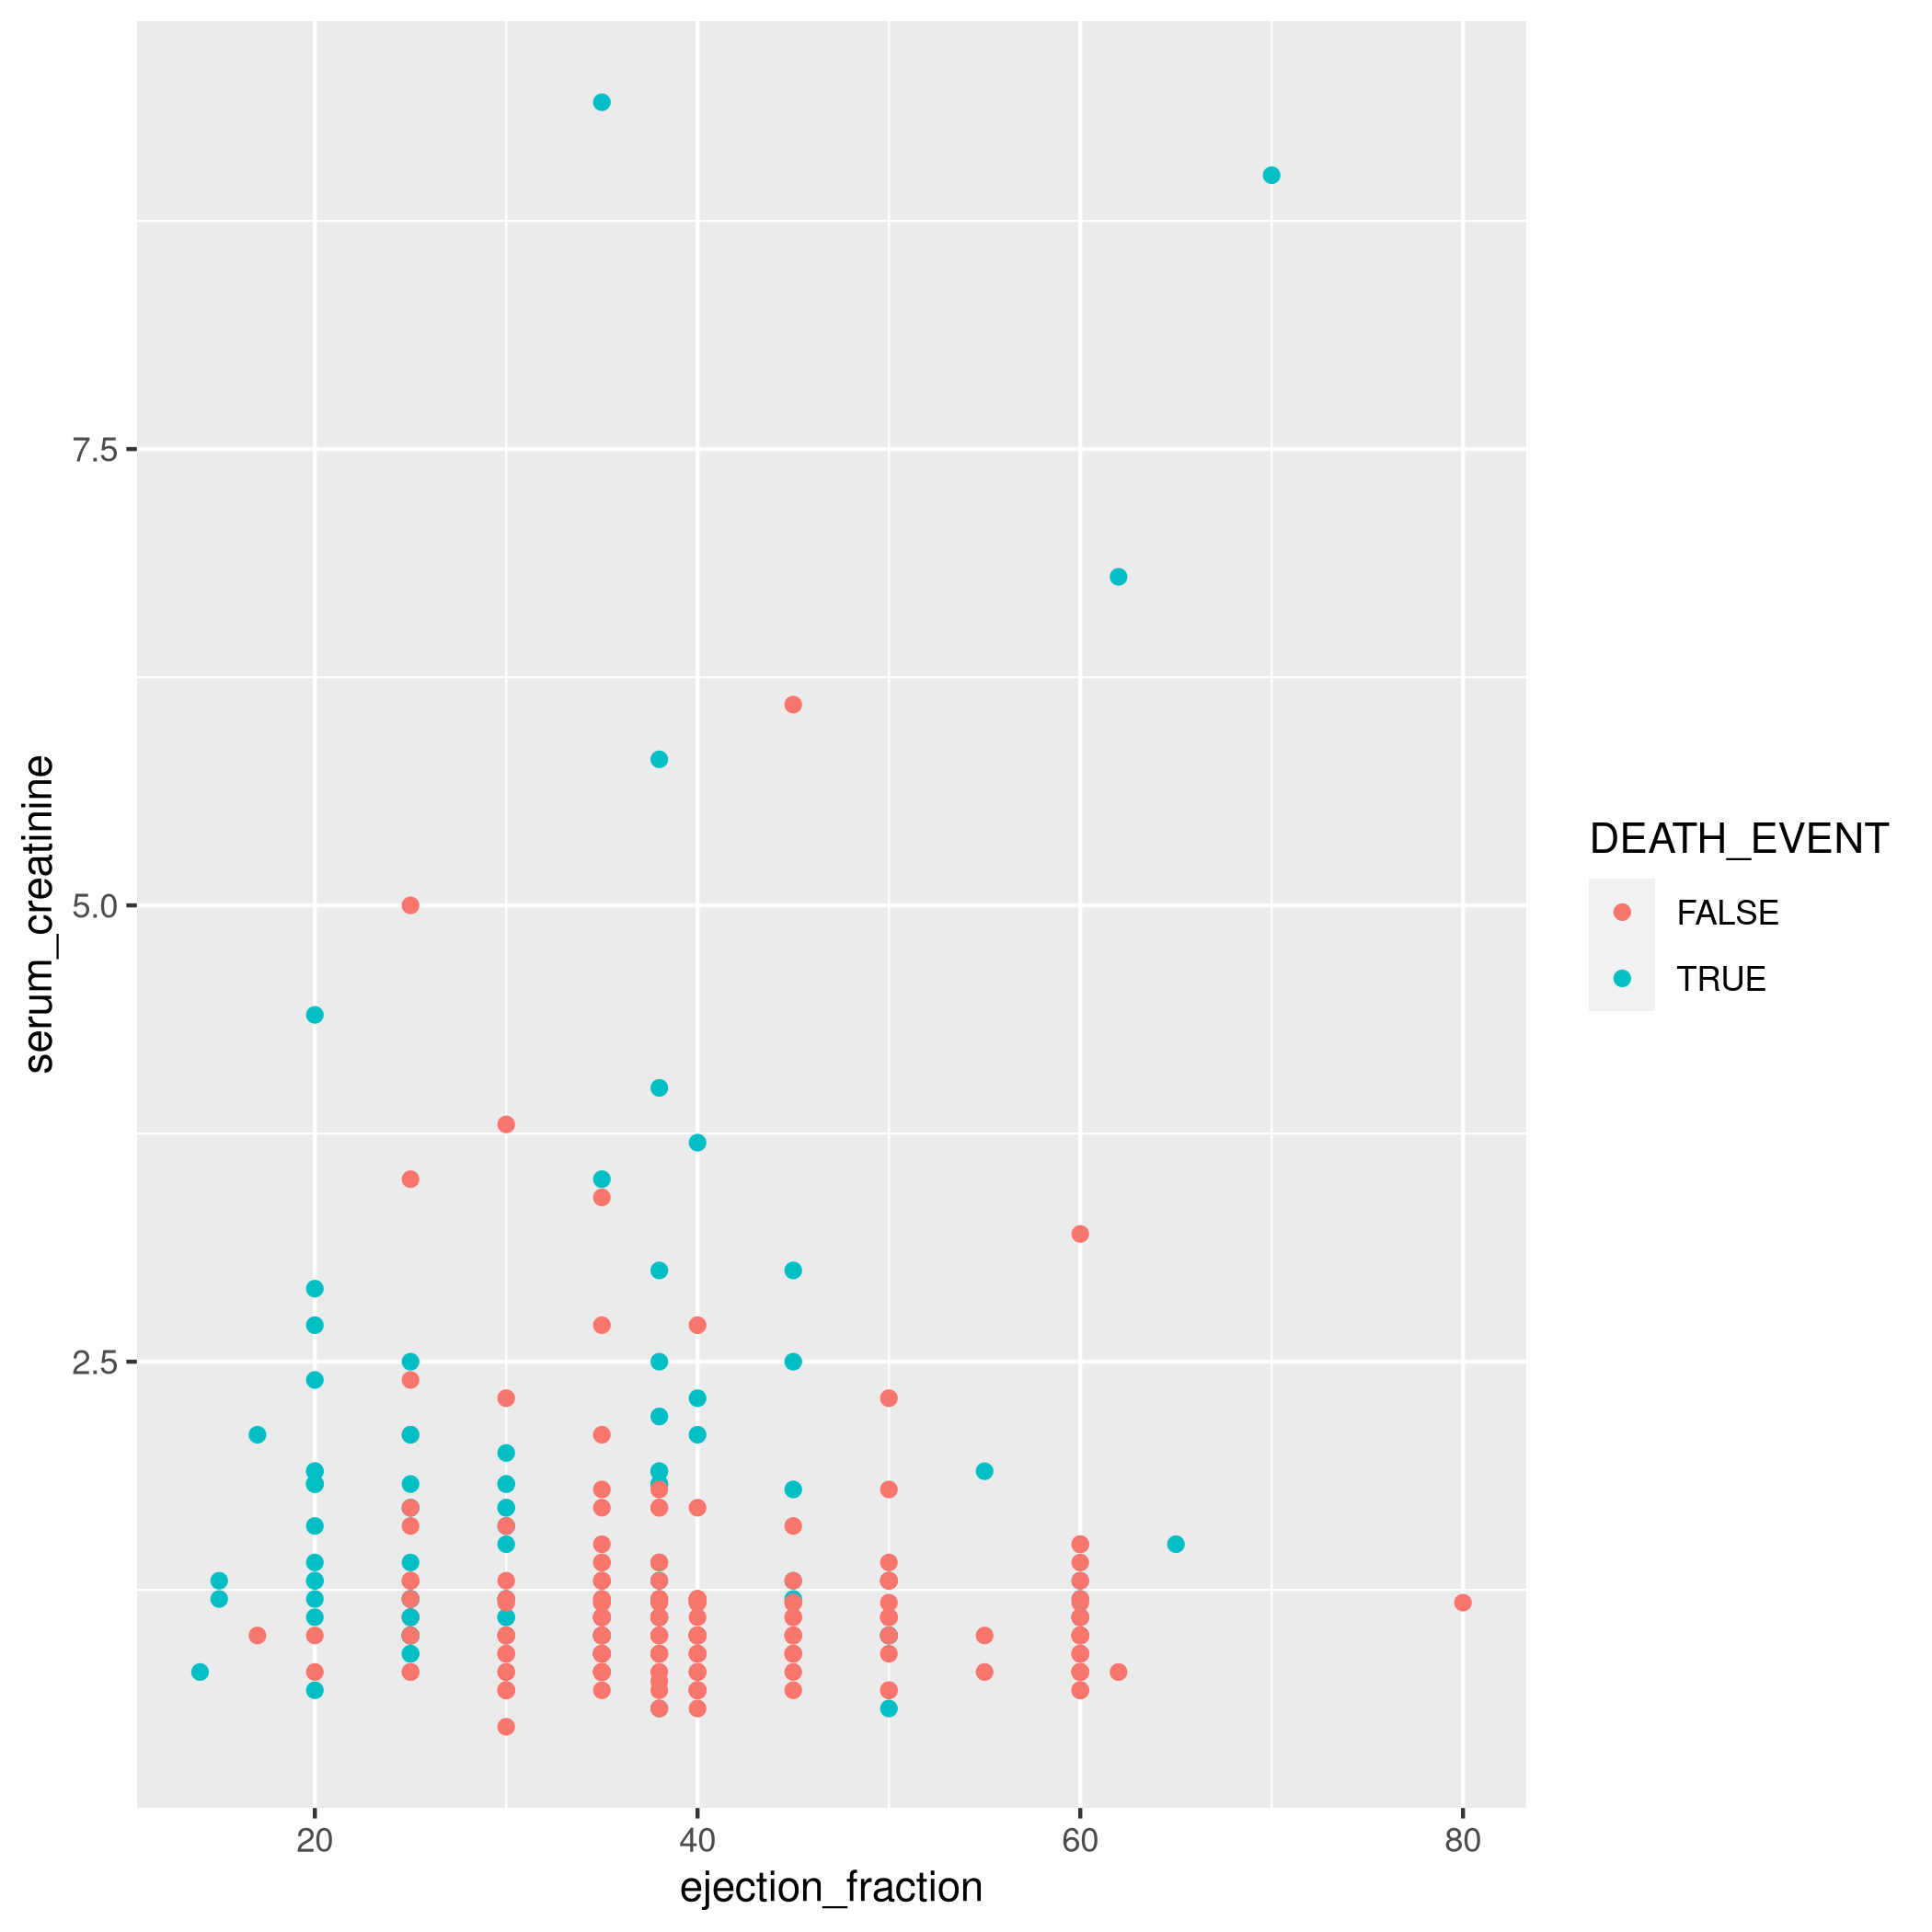 7.5
5.0
2.5
serum_creatinine
20 40 60 80
ejection_fraction
DEATH_EVENT
FALSE
TRUE